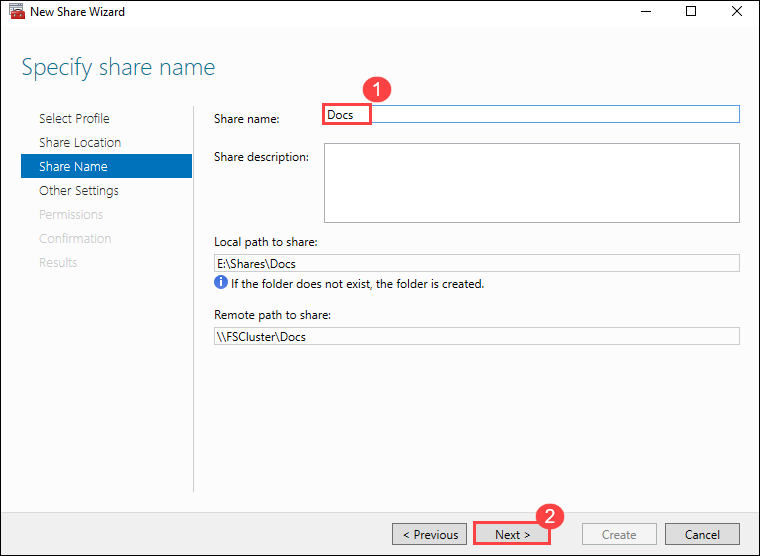 New Share Wizard
Specify share name
1
Select Profile
Share Location
Share Name
Other Settings
Permissions
Confirmation
Results
Share name:
Docs
Share description:
Local path to share:
E:\Shares\Docs
If the folder does not exist, the folder is created.
Remote path to share:
\\FSCluster\Docs
2
< Previous
Next >
Create
Cancel